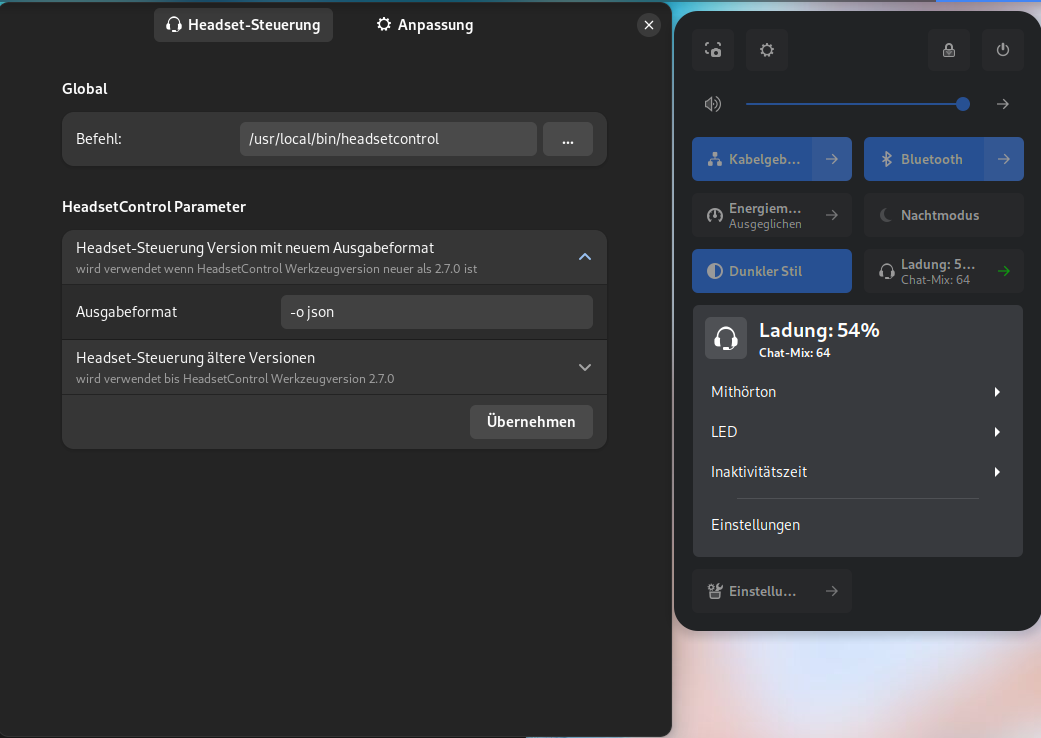 Headset-Steuerung
Anpassung
Global
Befehl:
/usr/local/bin/headsetcontrol
...
HeadsetControl Parameter
Headset-Steuerung Version mit neuem Ausgabeformat
wird verwendet wenn HeadsetControl Werkzeugversion neuer als 2.7.0 ist
Ausgabeformat
-o json
Headset-Steuerung ältere Versionen
wird verwendet bis HeadsetControl Werkzeugversion 2.7.0
Übernehmen
Kabelgeb...
Bluetooth
Energiem...
Ausgeglichen
Nachtmodus
Dunkler Stil
Ladung: 5...
Chat-Mix: 64
Ladung: 54%
Chat-Mix: 64
Mithörton
LED
Inaktivitätszeit
Einstellungen
Einstellu...